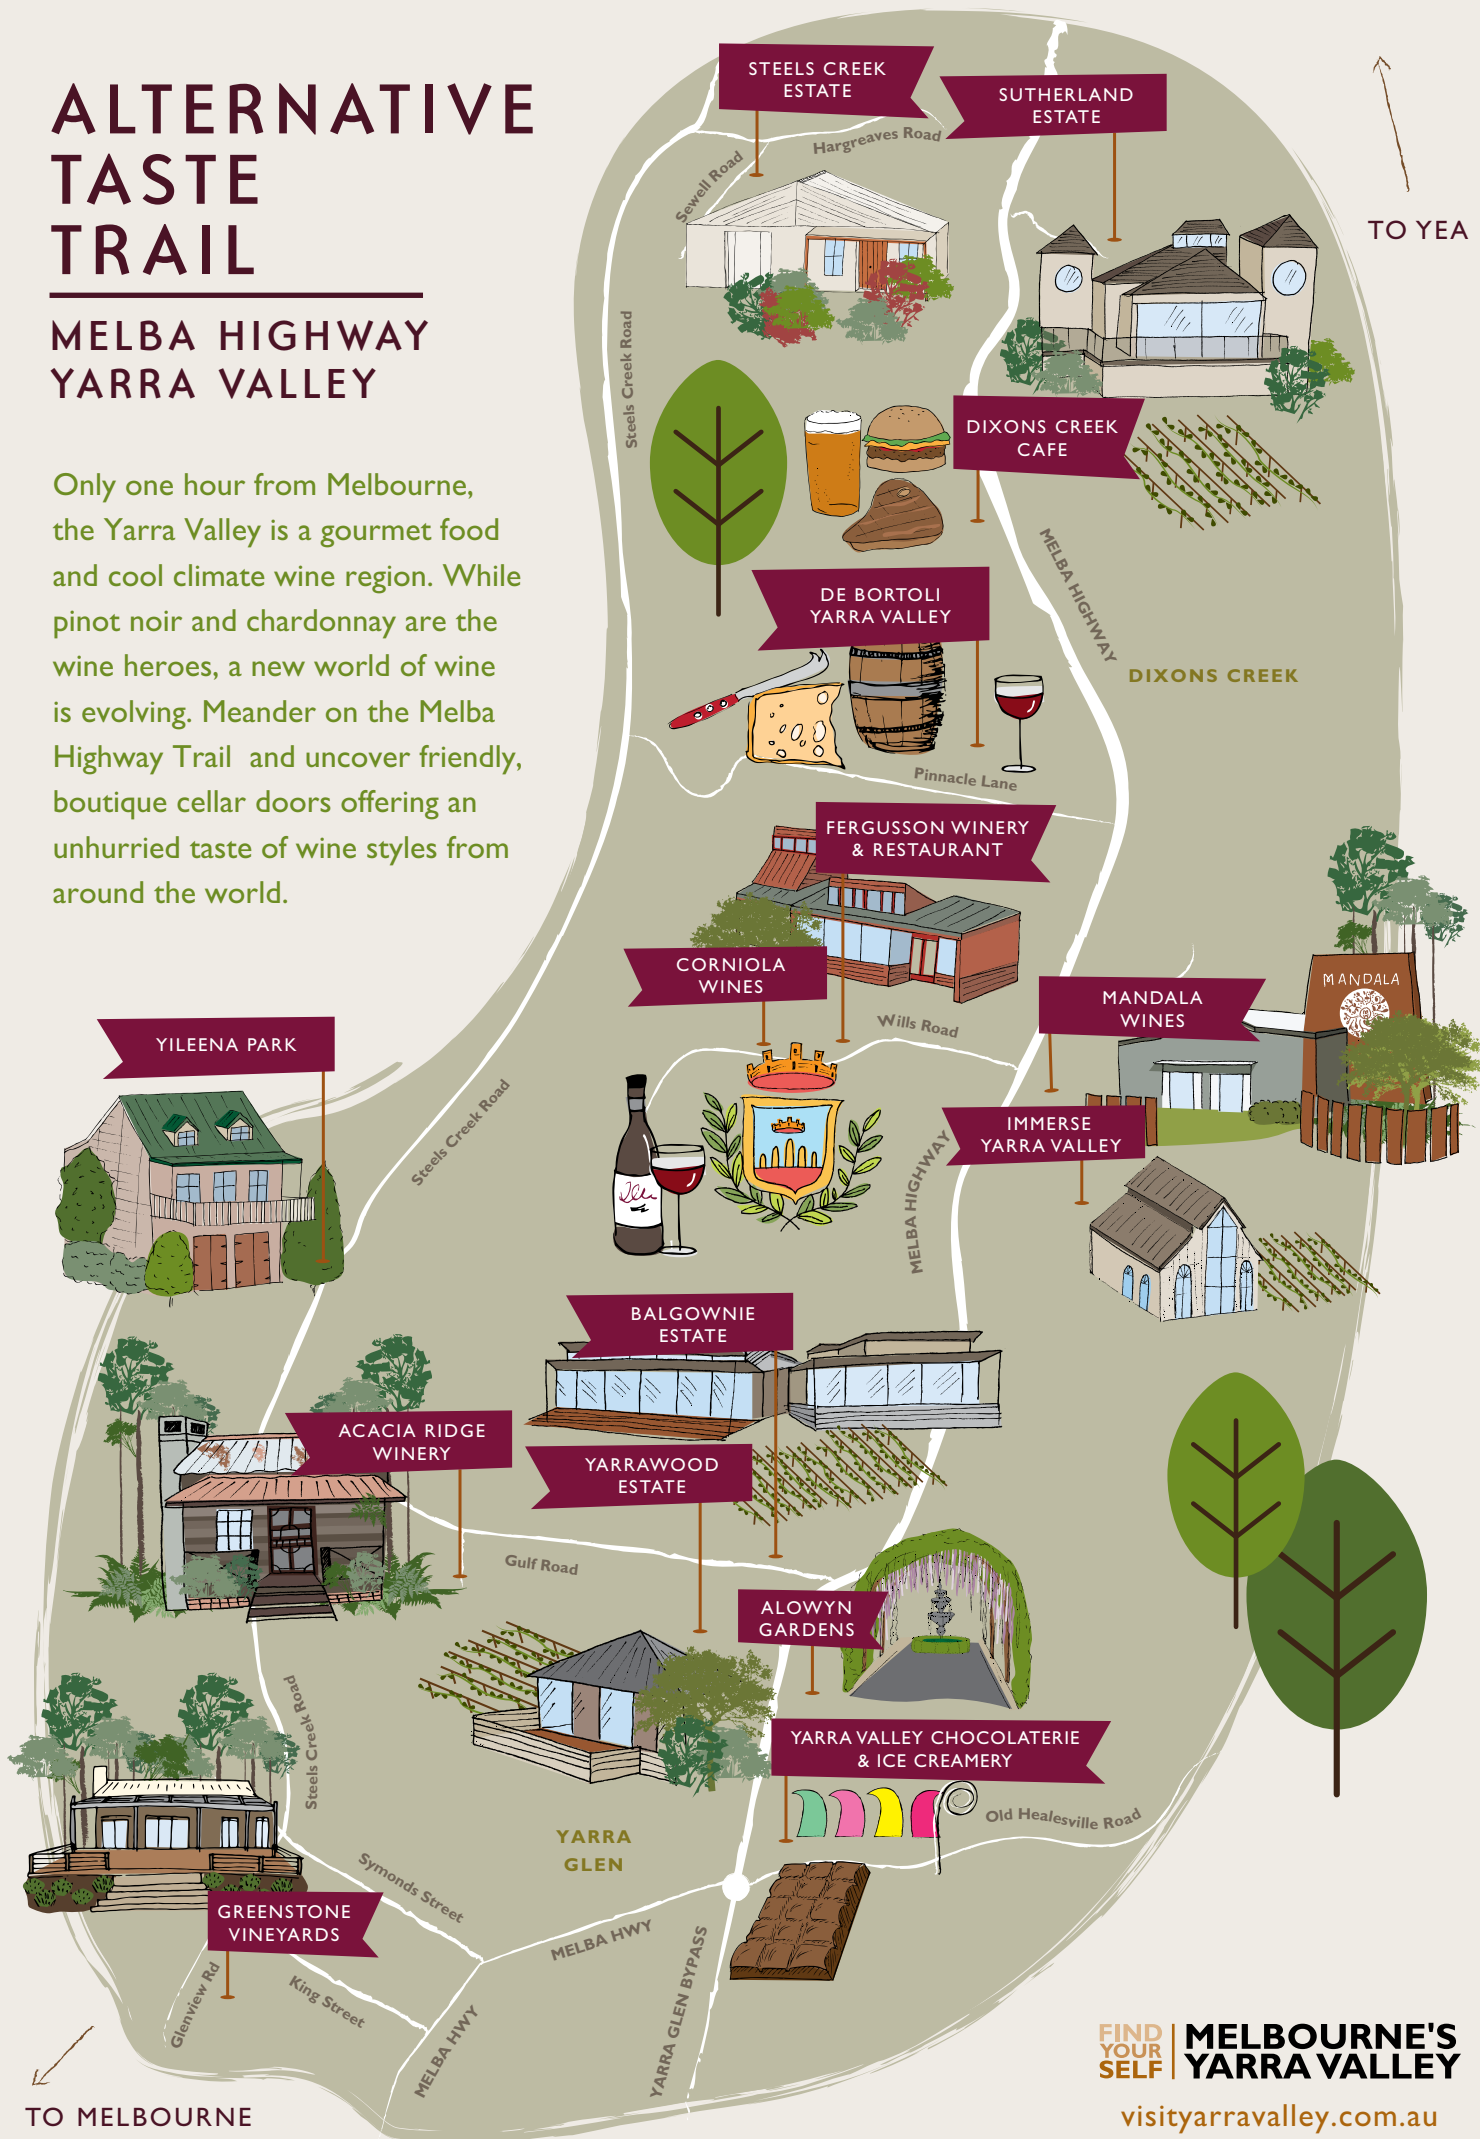 ALTERNATIVE
TASTE
TRAIL
MELBA HIGHWAY
YARRA VALLEY
Only one hour from Melbourne,
the Yarra Valley is a gourmet food
and cool climate wine region. While
pinot noir and chardonnay are the
wine heroes, a new world of wine
is evolving. Meander on the Melba
Highway Trail and uncover friendly,
boutique cellar doors offering an
unhurried taste of wine styles from
around the world.
STEELS CREEK
ESTATE
SUTHERLAND
ESTATE
Hargreaves Road
Sewell Road
TO YEA
Steels Creek Road
DIXONS CREEK
CAFE
MELBA HIGHWAY
DE BORTOLI
YARRA VALLEY
DIXONS CREEK
Pinnacle Lane
FERGUSSON WINERY
& RESTAURANT
CORNIOLA
WINES
MANDALA
MANDALA
WINES
Wills Road
YILEENA PARK
Steels Creek Road
IMMERSE
YARRA VALLEY
MELBA HIGHWAY
BALGOWNIE
ESTATE
ACACIA RIDGE
WINERY
YARRAWOOD
ESTATE
Gulf Road
ALOWYN
GARDENS
Steels Creek Road
YARRA VALLEY CHOCOLATERIE
& ICE CREAMERY
Old Healesville Road
YARRA
GLEN
Symonds Street
GREENSTONE
VINEYARDS
MELBA HWY
YARRA GLEN BYPASS
Glenview Rd
King Street
MELBA HWY
TO MELBOURNE
FIND
YOUR
SELF
MELBOURNE'S
YARRA VALLEY
visityarravalley.com.au